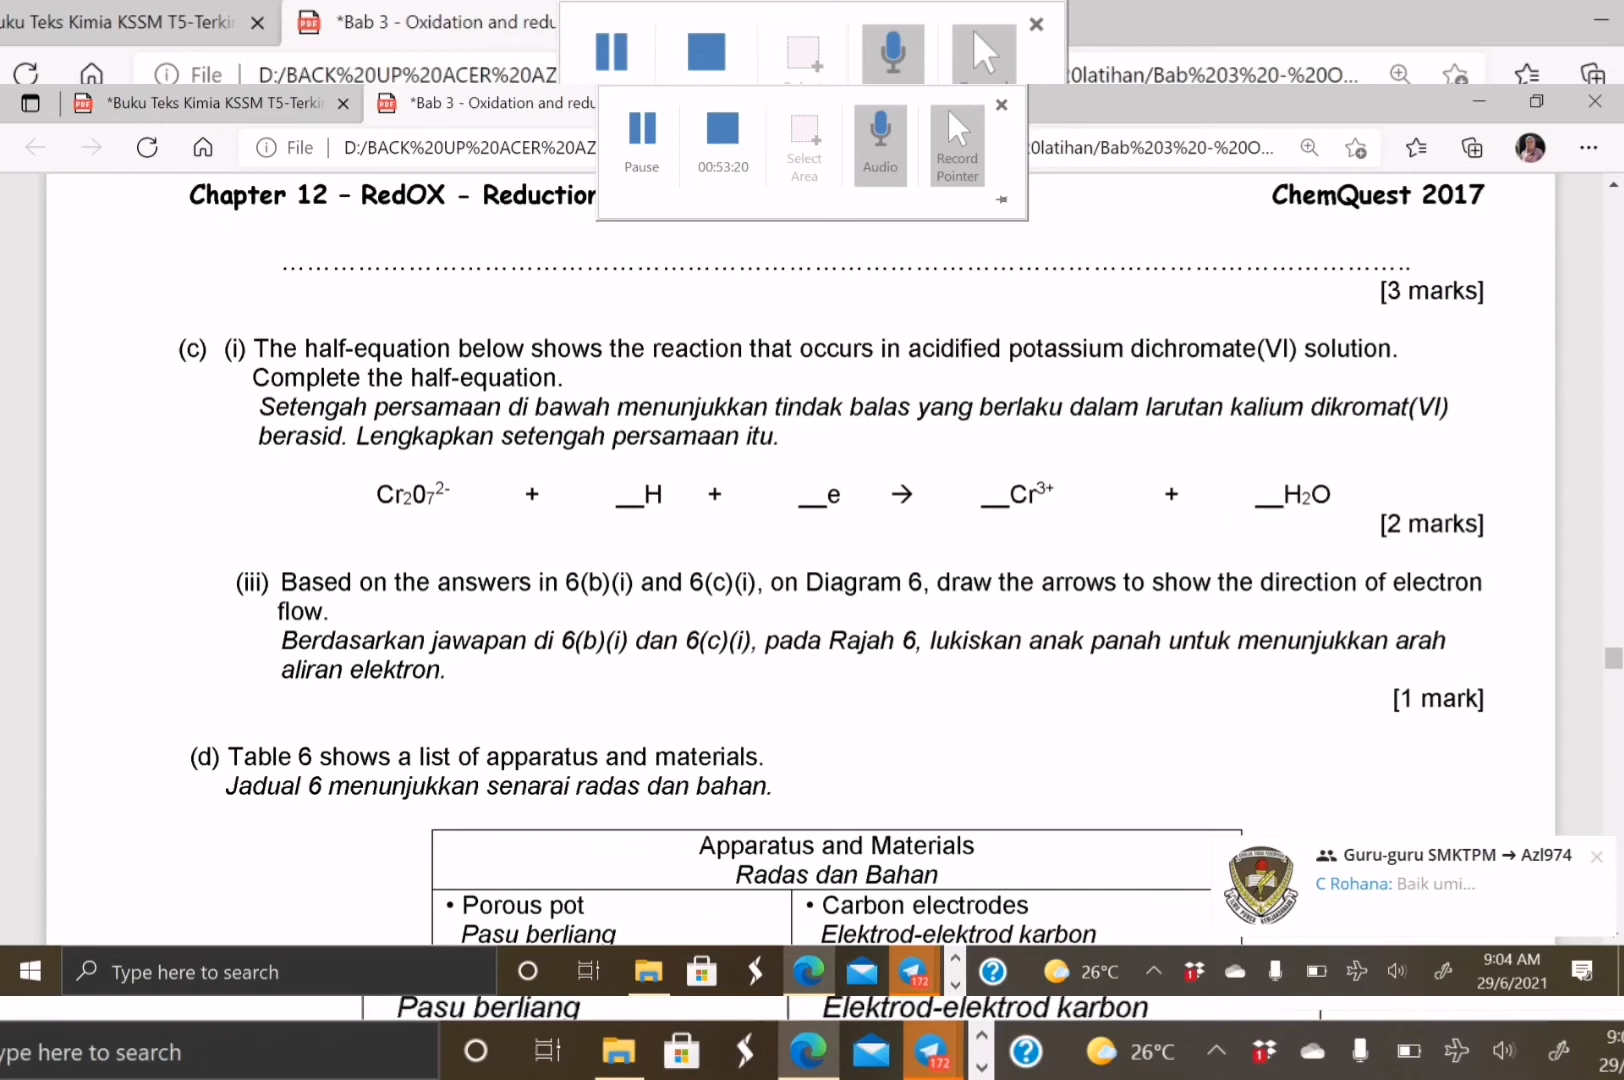 uku Teks Kimia KSSM T5-Terki
*Bab 3 - Oxidation and redu
File
D:/BACK%20UP%20ACER%20AZ
0latihan/Bab%203%20-%20O...
*Buku Teks Kimia KSSM T5-Terkir
*Bab 3 - Oxidation and redu
File
D:/BACK%20UP%20ACER%20AZ
Pause
00:53:20
Select Area
Audio
Record Pointer
0latihan/Bab%203%20-%20O...
Chapter 12 – RedOX – Reduction
ChemQuest 2017
[3 marks]
(c) (i) The half-equation below shows the reaction that occurs in acidified potassium dichromate(VI) solution.
Complete the half-equation.
Setengah persamaan di bawah menunjukkan tindak balas yang berlaku dalam larutan kalium dikromat(VI)
berasid. Lengkapkan setengah persamaan itu.
Cr₂0₇²⁻ + __H + __e → __Cr³⁺ + __H₂O
[2 marks]
(iii) Based on the answers in 6(b)(i) and 6(c)(i), on Diagram 6, draw the arrows to show the direction of electron
flow.
Berdasarkan jawapan di 6(b)(i) dan 6(c)(i), pada Rajah 6, lukiskan anak panah untuk menunjukkan arah
aliran elektron.
[1 mark]
(d) Table 6 shows a list of apparatus and materials.
Jadual 6 menunjukkan senarai radas dan bahan.
Apparatus and Materials
Radas dan Bahan
• Porous pot
Pasu berliang
• Carbon electrodes
Elektrod-elektrod karbon
Guru-guru SMKTPM → Azl974
C Rohana: Baik umi...
Type here to search
172
26°C
1
9:04 AM
29/6/2021
Pasu berliang
Elektrod-elektrod karbon
ype here to search
172
26°C
1
9:0
29/